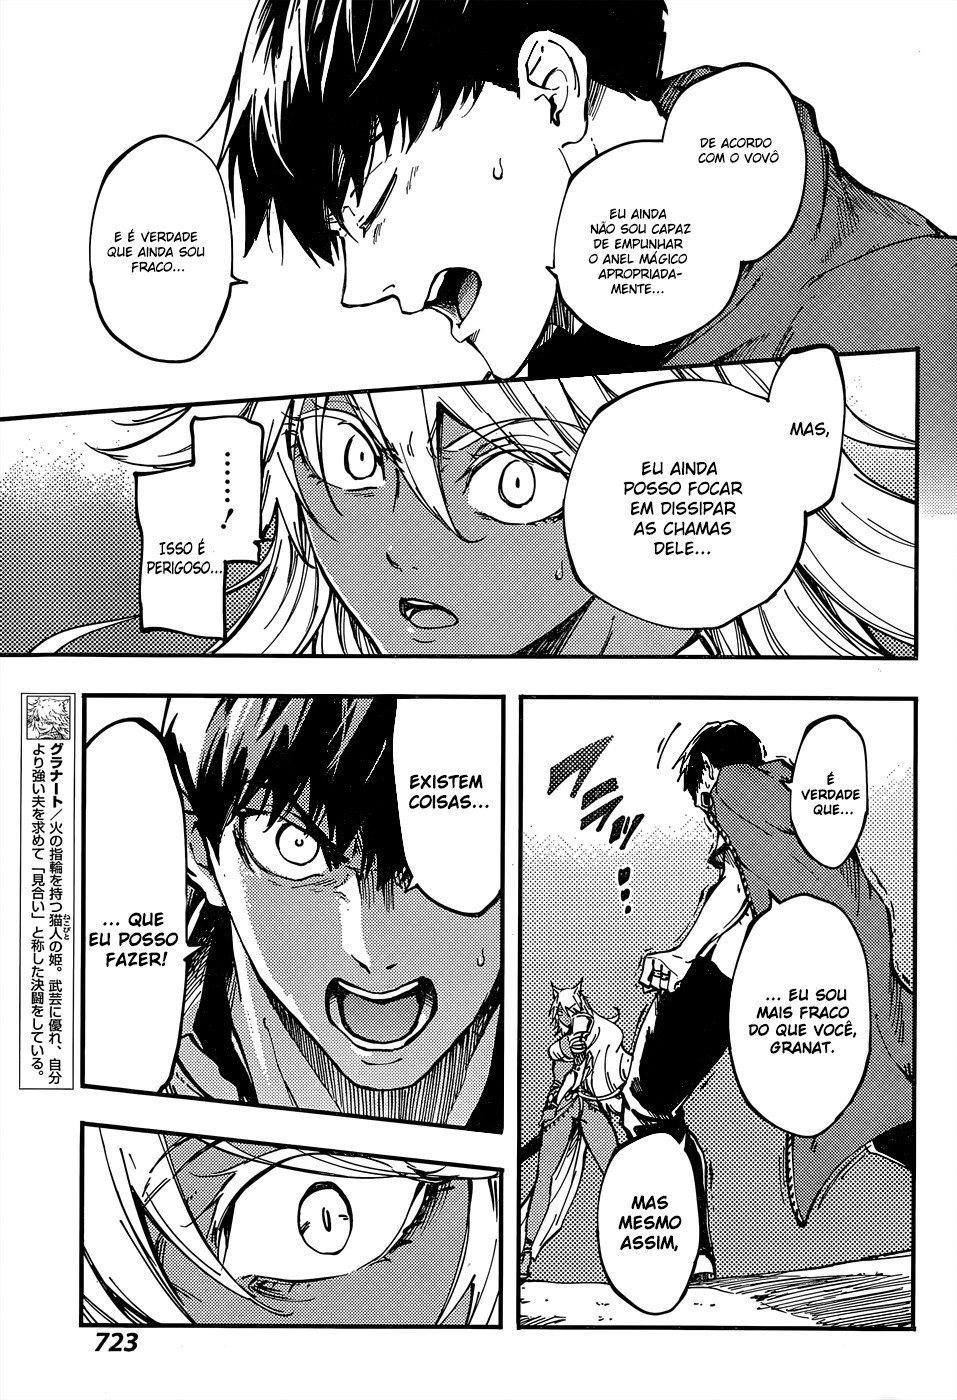 DE ACORDO
COM O VOVÔ
EU AINDA
NÃO SOU CAPAZ
DE EMPUNHAR
O ANEL MÁGICO
APROPRIADA-
MENTE...
E É VERDADE
QUE AINDA SOU
FRACO...
MAS,
EU AINDA
POSSO FOCAR
EM DISSIPAR
AS CHAMAS
DELE...
......!
ISSO É
PERIGOSO...
É
VERDADE
QUE...
... EU SOU
MAIS FRACO
DO QUE VOCÊ,
GRANAT.
MAS
MESMO
ASSIM,
EXISTEM
COISAS...
... QUE
EU POSSO
FAZER!
グラナート／火の指輪を持つ猫人の姫。武芸に優れ、自分
ねこびと
より強い夫を求めて「見合い」と称した決闘をしている。
723